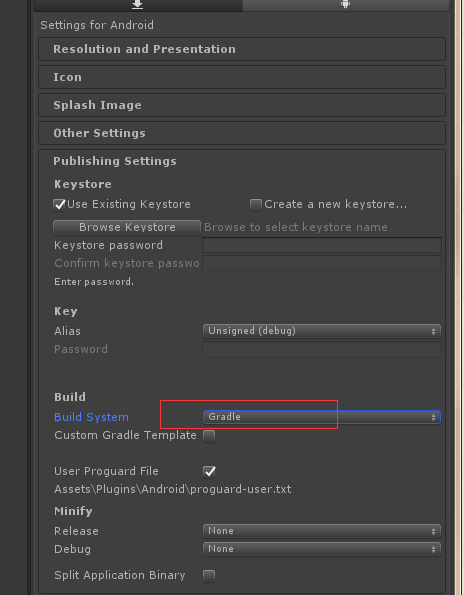 Settings for Android
Resolution and Presentation
Icon
Splash Image
Other Settings
Publishing Settings
Keystore
Use Existing Keystore Create a new keystore...
Browse Keystore Browse to select keystore name
Keystore password
Confirm keystore passwo
Enter password.
Key
Alias Unsigned (debug)
Password
Build
Build System Gradle
Custom Gradle Template
User Proguard File
Assets\Plugins\Android\proguard-user.txt
Minify
Release None
Debug None
Split Application Binary